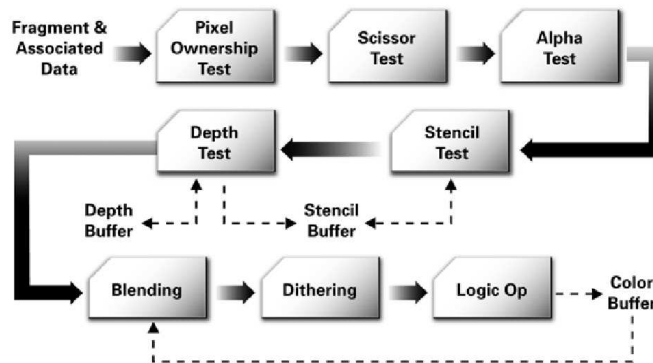 Fragment &
Associated
Data
Pixel
Ownership
Test
Scissor
Test
Alpha
Test
Depth
Test
Stencil
Test
Depth
Buffer
Stencil
Buffer
Blending
Dithering
Logic Op
Color
Buffer